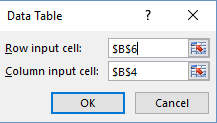 Data Table
Row input cell: $B$6
Column input cell: $B$4
OK Cancel